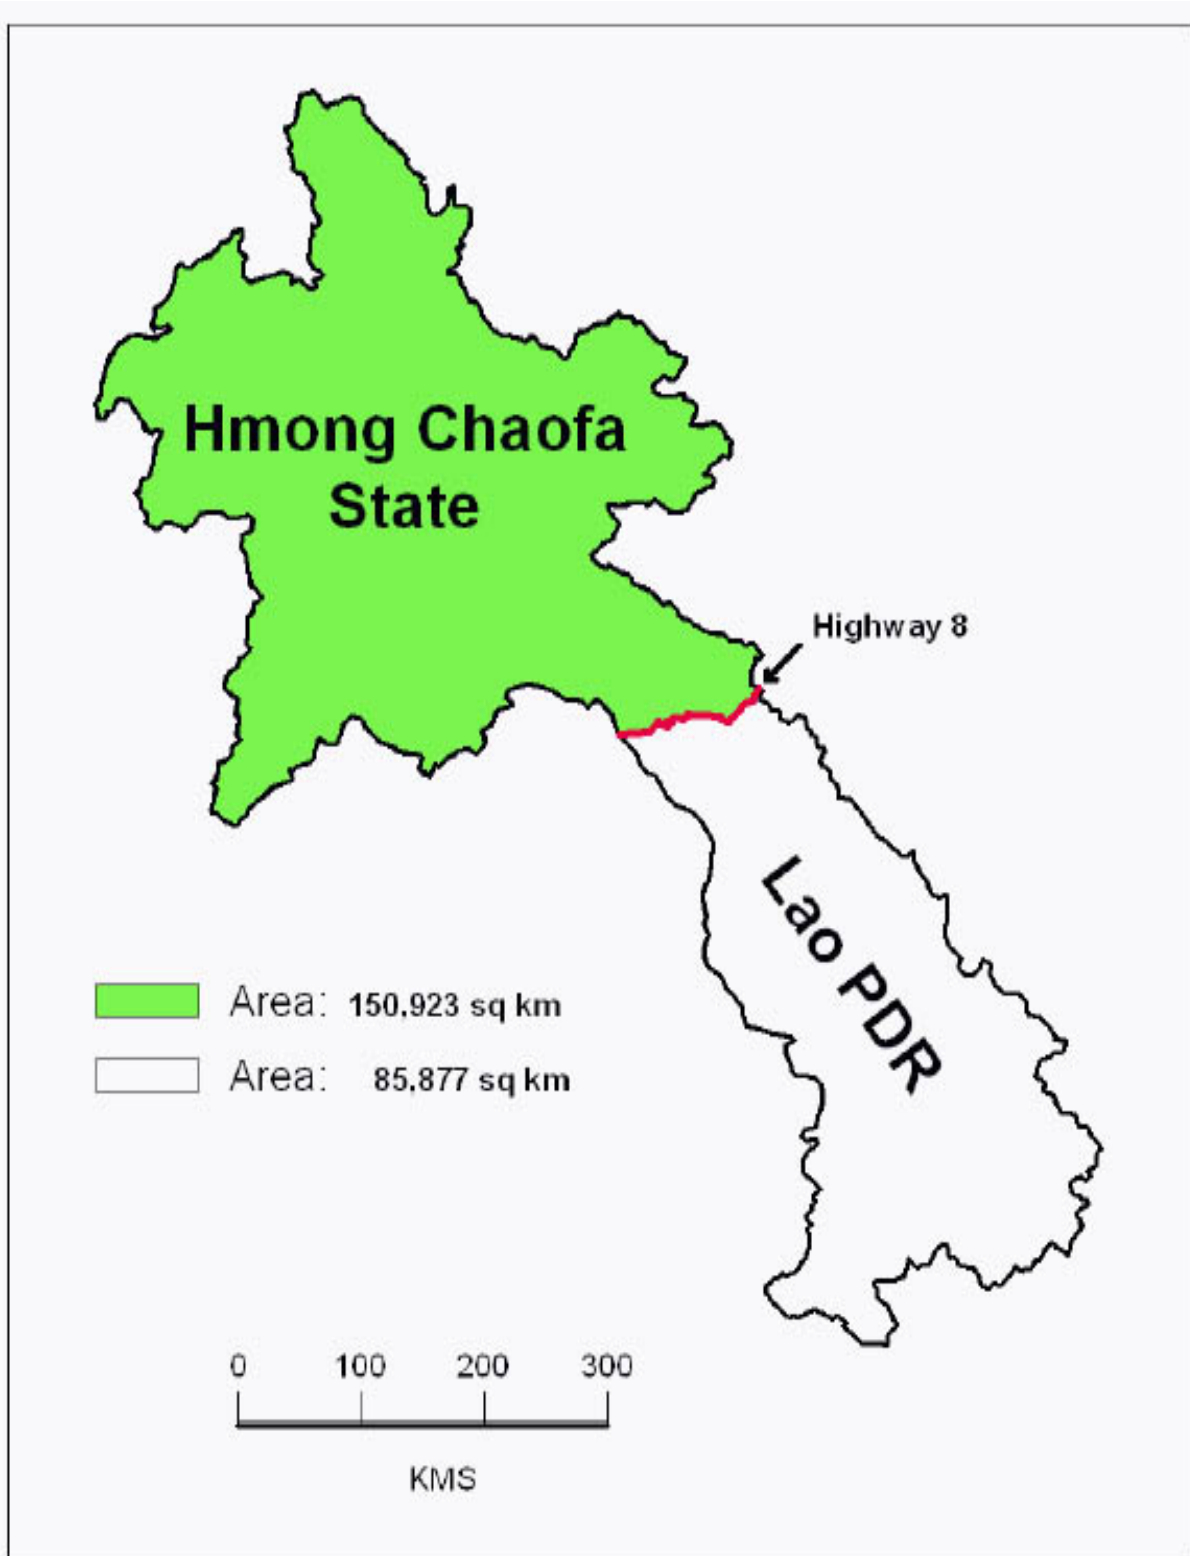 Hmong Chaofa
State
Highway 8
Lao PDR
Area: 150,923 sq km
Area: 85,877 sq km
0 100 200 300
KMS